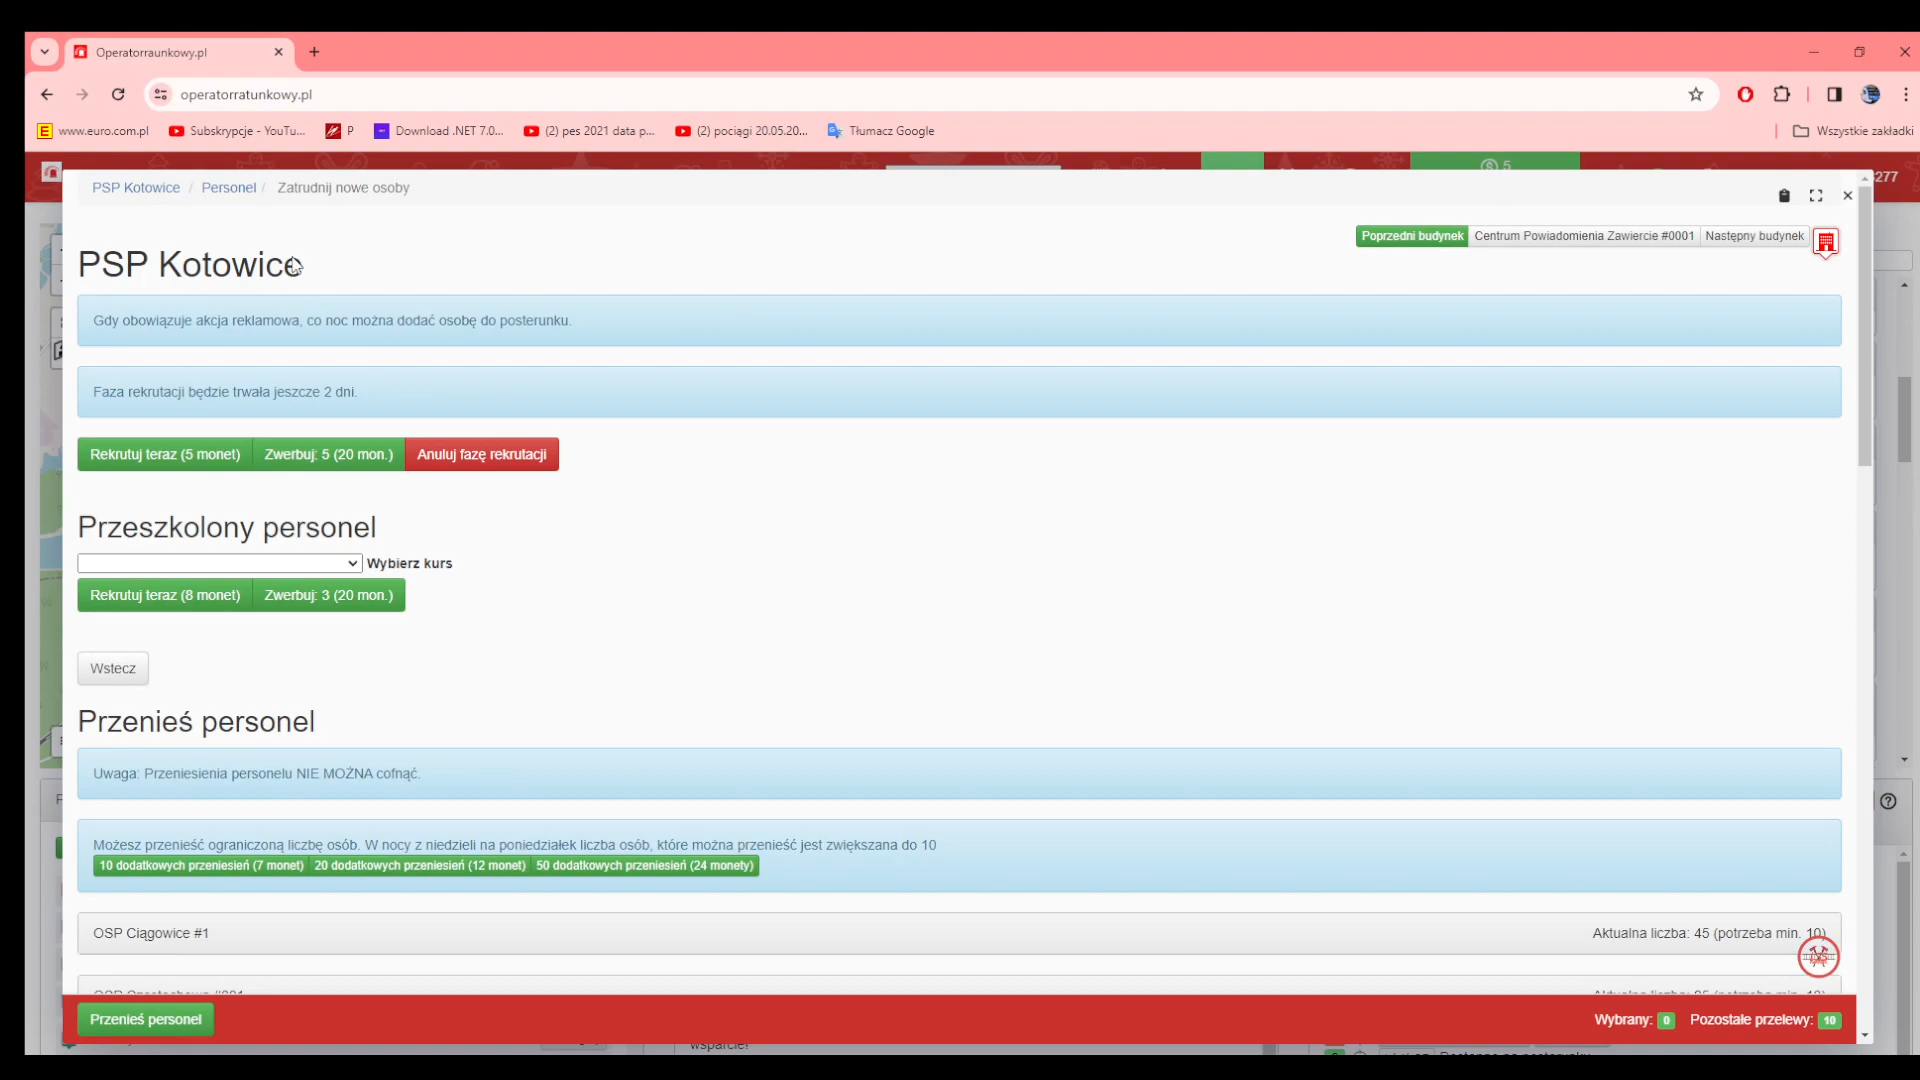 Operatorraunkowy.pl
operatorratunkowy.pl
www.euro.com.pl
Subskrypcje - YouTu...
P
Download .NET 7.0...
(2) pes 2021 data p...
(2) pociągi 20.05.20...
Tłumacz Google
Wszystkie zakładki
5
277
PSP Kotowice / Personel / Zatrudnij nowe osoby
Poprzedni budynek Centrum Powiadomienia Zawiercie #0001 Następny budynek
PSP Kotowice
Gdy obowiązuje akcja reklamowa, co noc można dodać osobę do posterunku.
Faza rekrutacji będzie trwała jeszcze 2 dni.
Rekrutuj teraz (5 monet) Zwerbuj: 5 (20 mon.) Anuluj fazę rekrutacji
Przeszkolony personel
Wybierz kurs
Rekrutuj teraz (8 monet) Zwerbuj: 3 (20 mon.)
Wstecz
Przenieś personel
Uwaga: Przeniesienia personelu NIE MOŻNA cofnąć.
Możesz przenieść ograniczoną liczbę osób. W nocy z niedzieli na poniedziałek liczba osób, które można przenieść jest zwiększana do 10
10 dodatkowych przeniesień (7 monet) 20 dodatkowych przeniesień (12 monet) 50 dodatkowych przeniesień (24 monety)
OSP Ciągowice #1 Aktualna liczba: 45 (potrzeba min. 10)
Przenieś personel Wybrany: 0 Pozostałe przelewy: 10
wsparcie!